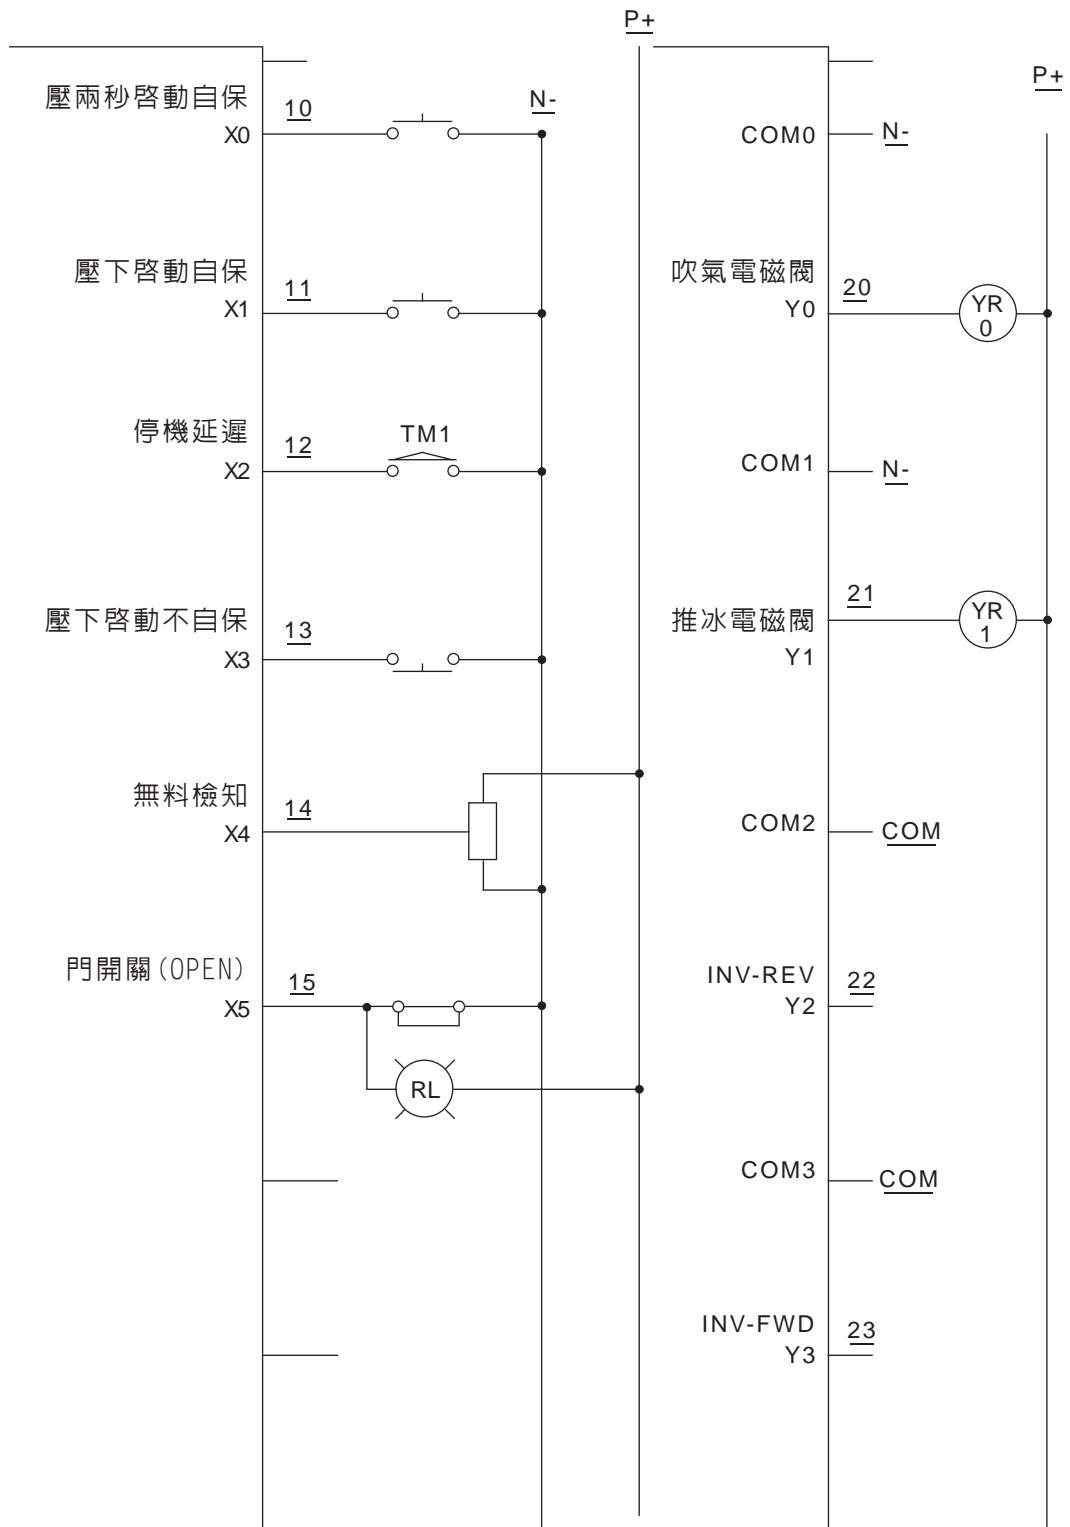 P+
壓兩秒啓動自保
10
X0
N-
壓下啓動自保
11
X1
停機延遲
12
TM1
X2
壓下啓動不自保
13
X3
無料檢知
14
X4
門開關(OPEN)
15
X5
RL
P+
COM0
N-
吹氣電磁閥
20
Y0
YR
0
COM1
N-
推冰電磁閥
21
Y1
YR
1
COM2
COM
INV-REV
22
Y2
COM3
COM
INV-FWD
23
Y3